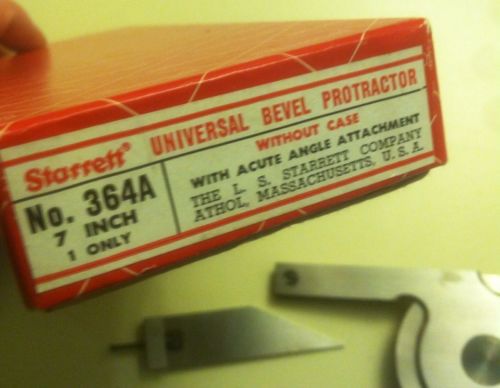 Starrett UNIVERSAL BEVEL PROTRACTOR
WITHOUT CASE
No. 364A WITH ACUTE ANGLE ATTACHMENT
7 INCH THE L. S. STARRETT COMPANY
1 ONLY ATHOL, MASSACHUSETTS, U. S. A.